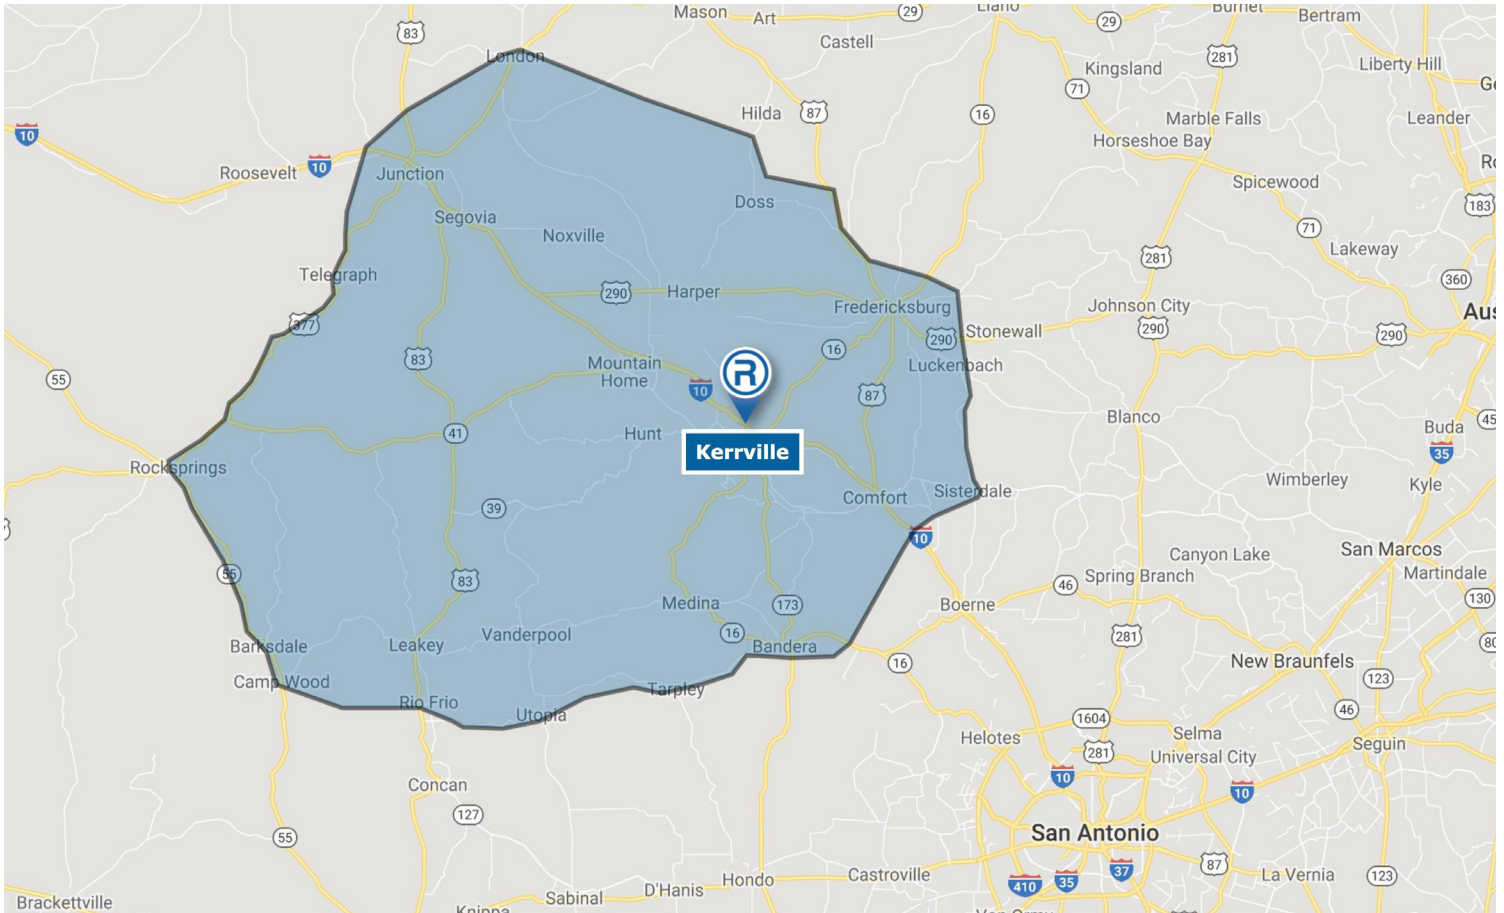 Mason
Art
29
Llano
29
Burnet
Bertram
83
Castell
London
281
Liberty Hill
Kingsland
71
Hilda
87
16
Marble Falls
Leander
10
Horseshoe Bay
Roosevelt
10
Junction
Spicewood
Doss
183
Segovia
Noxville
71
Lakeway
281
Telegraph
360
290
Harper
Fredericksburg
Johnson City
377
290
Stonewall
290
290
83
16
Mountain
Home
Luckenbach
55
R
10
87
Blanco
41
Hunt
Buda
45
Kerrville
35
Rocksprings
Wimberley
Kyle
Comfort
Sisterdale
39
10
San Marcos
Canyon Lake
55
83
46
Spring Branch
Martindale
Medina
173
Boerne
130
16
281
Vanderpool
Barksdale
Leakey
Bandera
16
New Braunfels
Camp Wood
Tarpley
123
Rio Frio
Utopia
46
1604
Helotes
Selma
281
Universal City
Seguin
10
Concan
10
127
55
San Antonio
87
Castroville
37
La Vernia
123
Hondo
410
35
D'Hanis
Sabinal
Brackettville
Knippa
Van Ormy